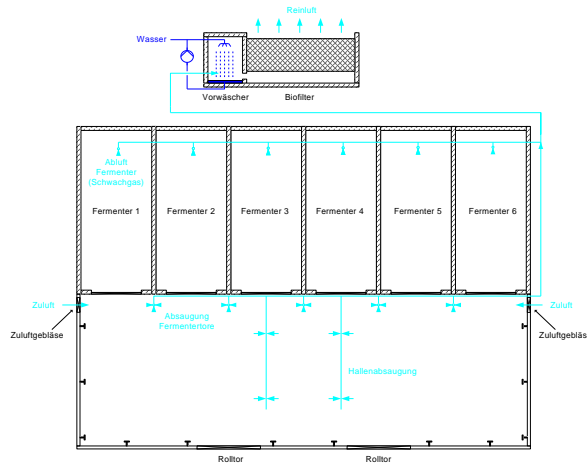 Reinluft
Wasser
Vorwäscher
Biofilter
Abluft
Fermenter
(Schwachgas)
Fermenter 1
Fermenter 2
Fermenter 3
Fermenter 4
Fermenter 5
Fermenter 6
Zuluft
Zuluft
Absaugung
Fermentertore
Zuluftgebläse
Zuluftgebläs
Hallenabsaugung
Rolltor
Rolltor